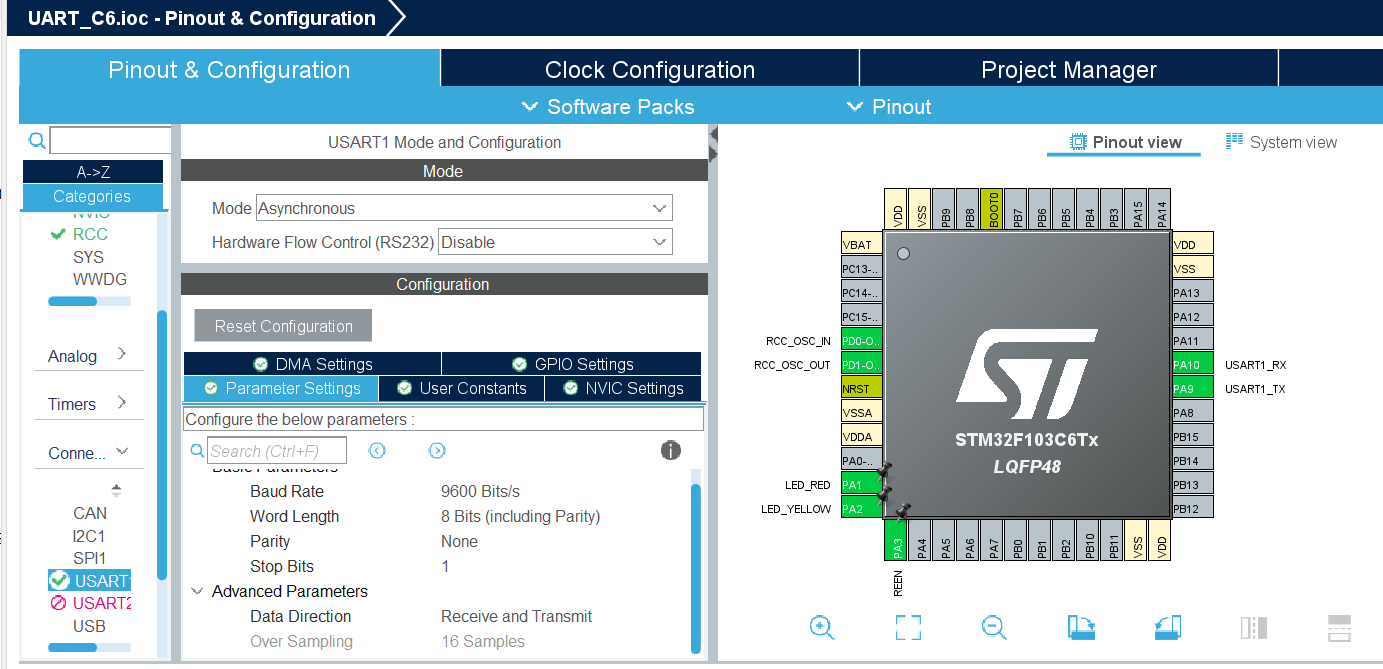 UART_C6.ioc - Pinout & Configuration
Pinout & Configuration
Clock Configuration
Project Manager
Software Packs
Pinout
A->Z
Categories
NVIC
RCC
SYS
WWDG
Analog
Timers
Conne...
CAN
I2C1
SPI1
USART1
USART2
USB
USART1 Mode and Configuration
Mode
Mode Asynchronous
Hardware Flow Control (RS232) Disable
Configuration
Reset Configuration
DMA Settings
GPIO Settings
Parameter Settings
User Constants
NVIC Settings
Configure the below parameters :
Search (Ctrl+F)
Basic Parameters
Baud Rate 9600 Bits/s
Word Length 8 Bits (including Parity)
Parity None
Stop Bits 1
Advanced Parameters
Data Direction Receive and Transmit
Over Sampling 16 Samples
Pinout view
System view
VDD VSS PB9 PB8 BOOT0 PB7 PB6 PB5 PB4 PB3 PA15 PA14
VBAT
PC13-..
PC14-..
PC15-..
RCC_OSC_IN PD0-O..
RCC_OSC_OUT PD1-O..
NRST
VSSA
VDDA
PA0-..
LED_RED PA1
LED_YELLOW PA2
STM32F103C6Tx
LQFP48
VDD
VSS
PA13
PA12
PA11
PA10 USART1_RX
PA9 USART1_TX
PA8
PB15
PB14
PB13
PB12
PA3 PA4 PA5 PA6 PA7 PB0 PB1 PB2 PB10 PB11 VSS VDD
REEN